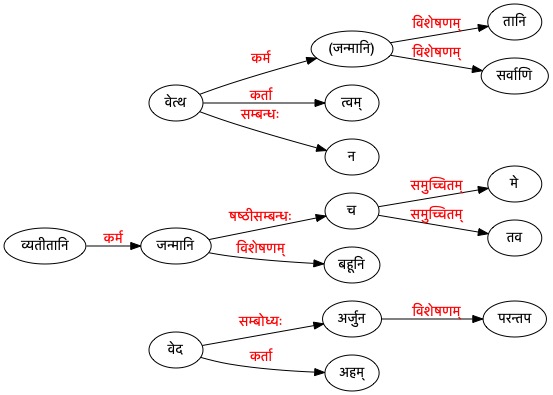 विशेषणम् तानि
(जन्मानि)
कर्म विशेषणम् सर्वाणि
वेत्थ कर्ता त्वम्
सम्बन्धः
न
समुच्चितम् मे
षष्ठीसम्बन्धः च समुच्चितम्
तव
व्यतीतानि कर्म जन्मानि विशेषणम्
बहूनि
सम्बोध्यः अर्जुन विशेषणम् परन्तप
वेद कर्ता
अहम्